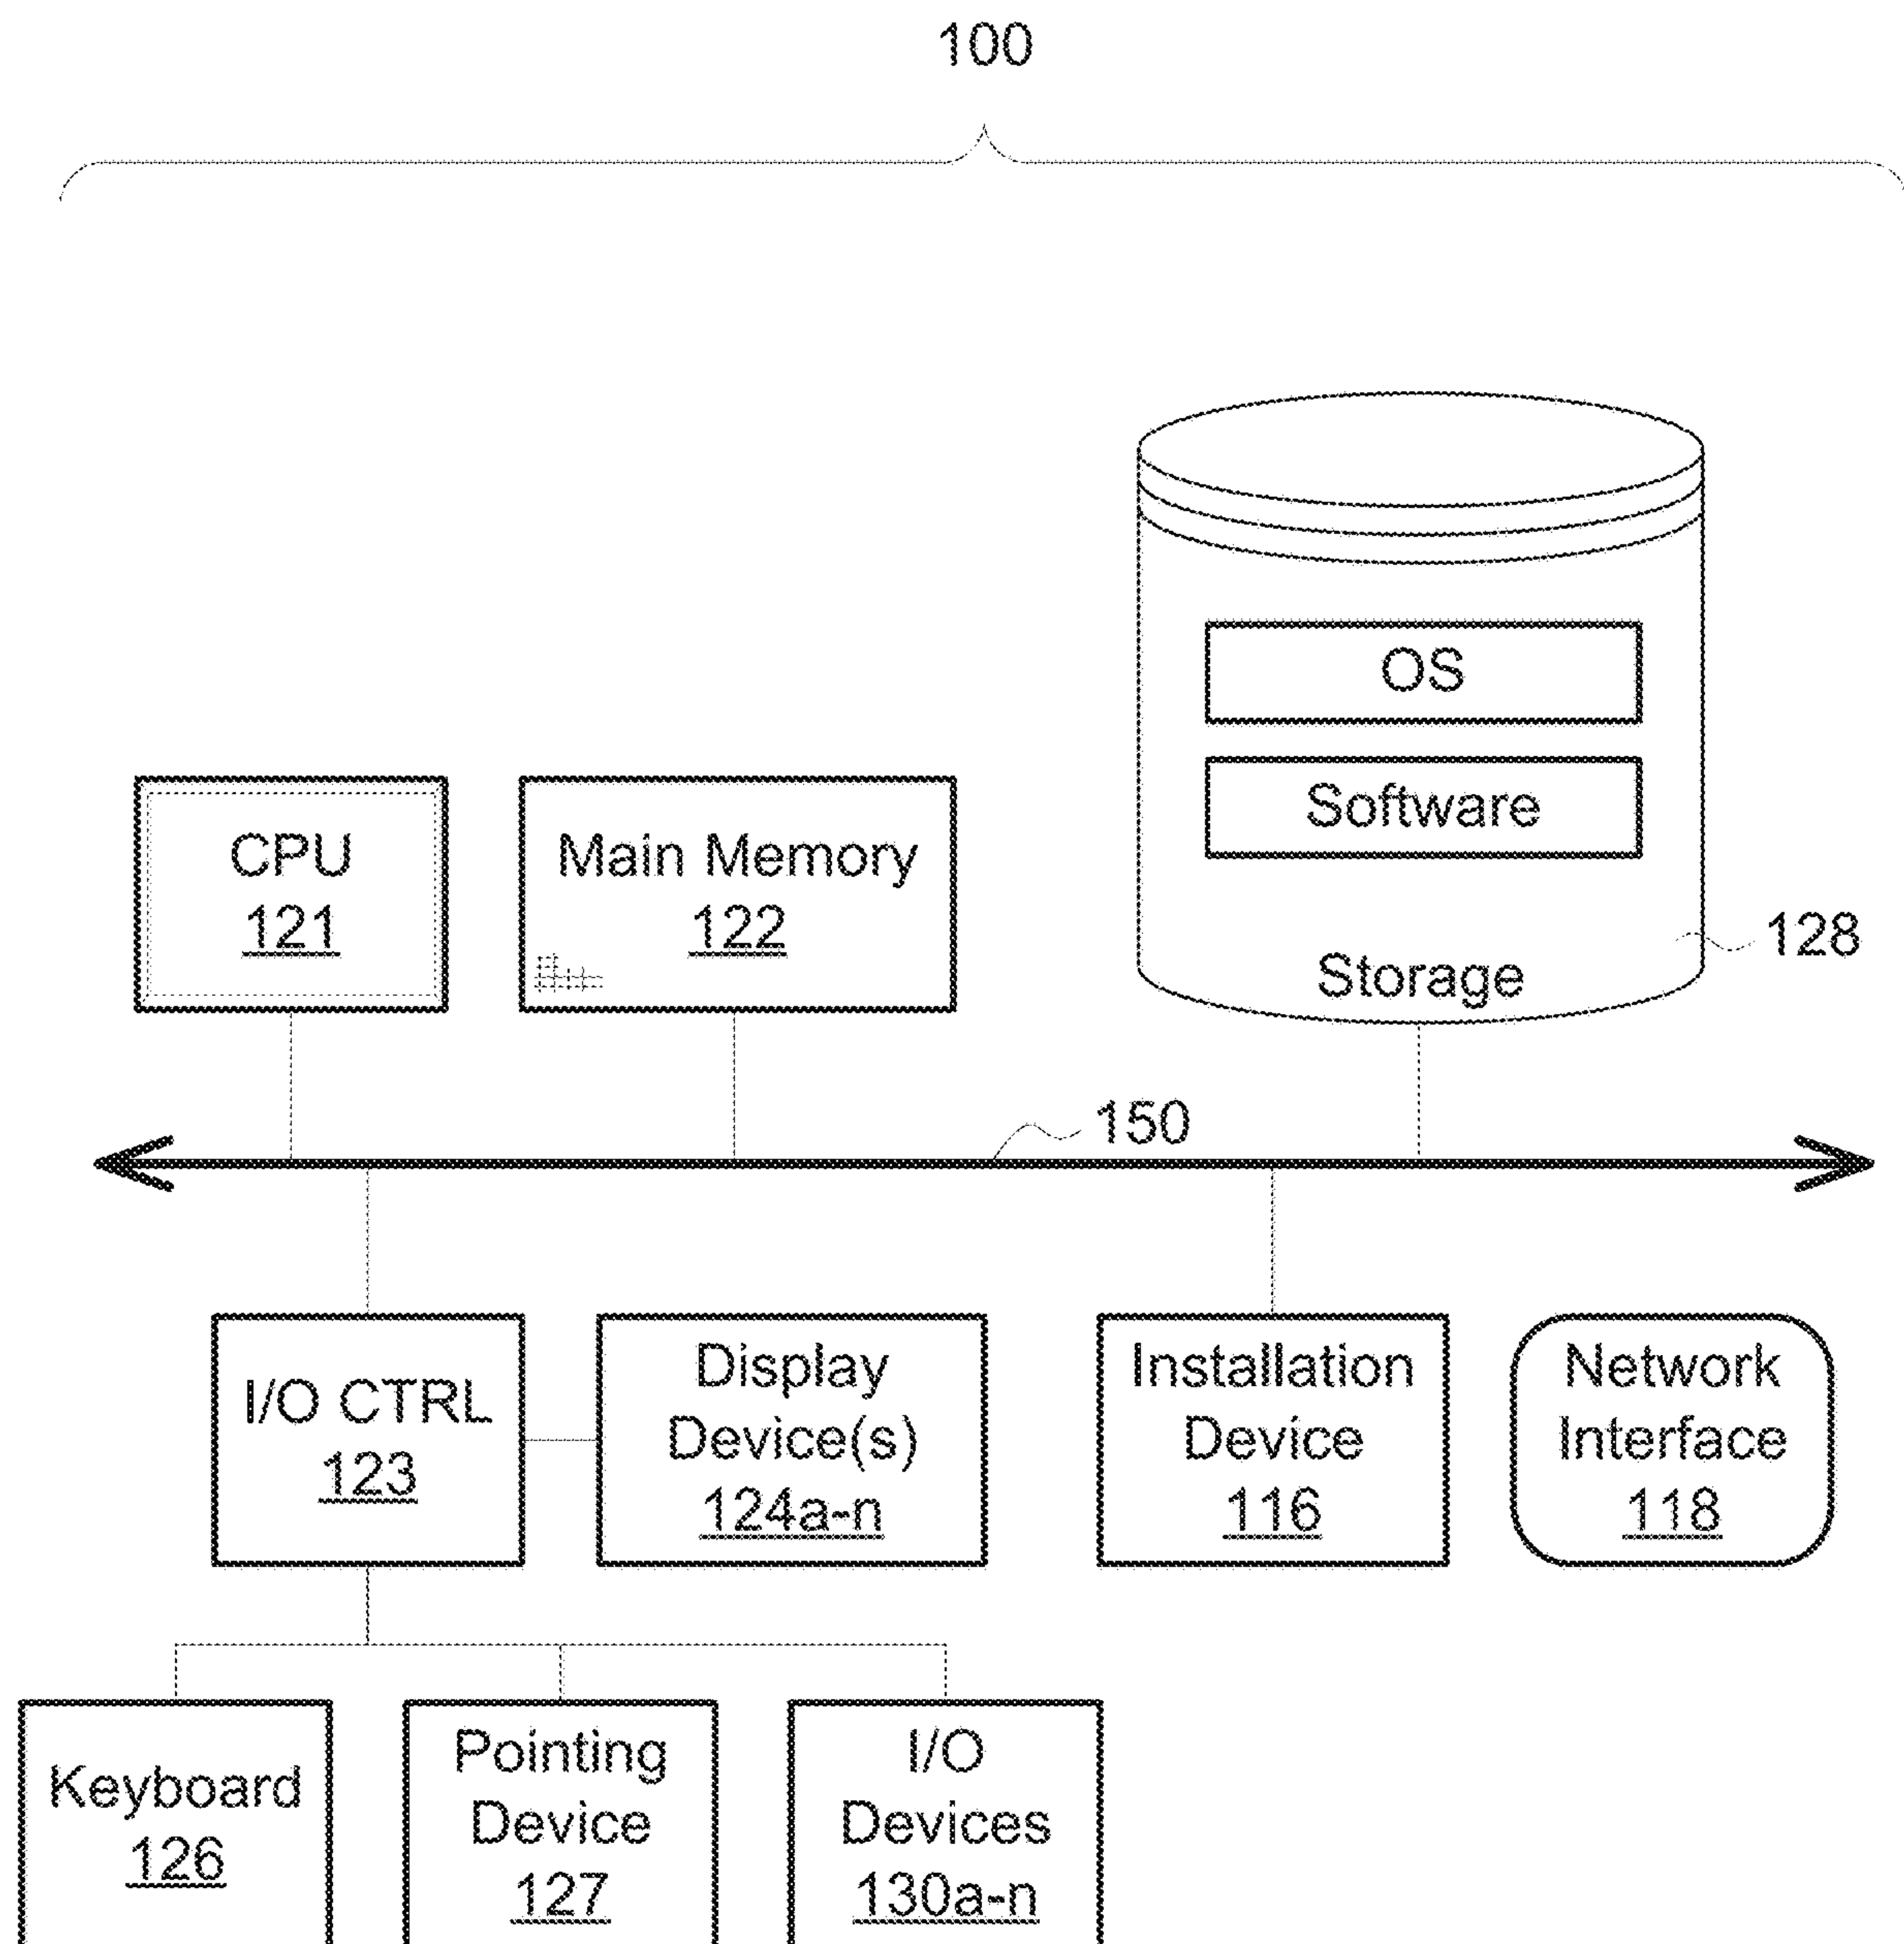 100
OS
Software
Storage
128
CPU
121
Main Memory
122
150
I/O CTRL
123
Display
Device(s)
124a-n
Installation
Device
116
Network
Interface
118
Keyboard
126
Pointing
Device
127
I/O
Devices
130a-n